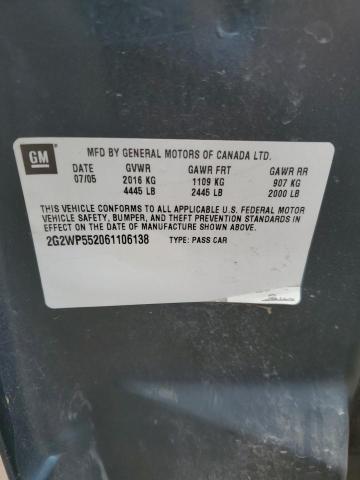 GM
MFD BY GENERAL MOTORS OF CANADA LTD.
DATE GVWR GAWR FRT GAWR RR
07/05 2016 KG 1109 KG 907 KG
4445 LB 2445 LB 2000 LB
THIS VEHICLE CONFORMS TO ALL APPLICABLE U.S. FEDERAL MOTOR
VEHICLE SAFETY, BUMPER, AND THEFT PREVENTION STANDARDS IN
EFFECT ON THE DATE OF MANUFACTURE SHOWN ABOVE.
2G2WP552061106138 TYPE: PASS CAR